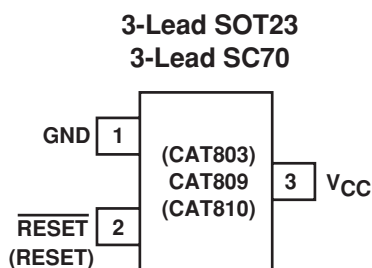 3-Lead SOT23
3-Lead SC70
GND 1
(CAT803)
CAT809
(CAT810)
3 VCC
RESET 2
(RESET)